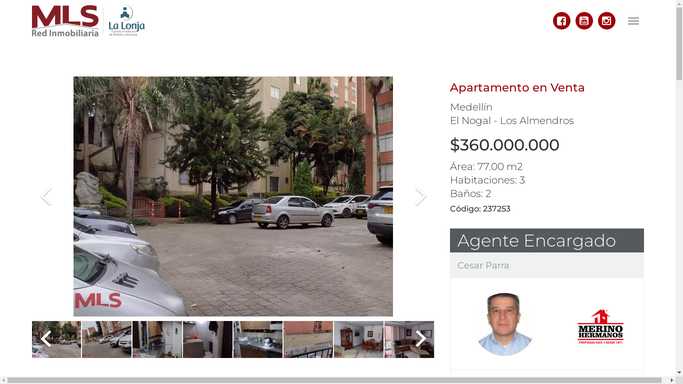 MLS
Red Inmobiliaria
La Lonja
Apartamento en Venta
Medellín
El Nogal - Los Almendros
$360.000.000
Área: 77.00 m2
Habitaciones: 3
Baños: 2
Código: 237253
Agente Encargado
Cesar Parra
MLS
MERINO
HERMANOS